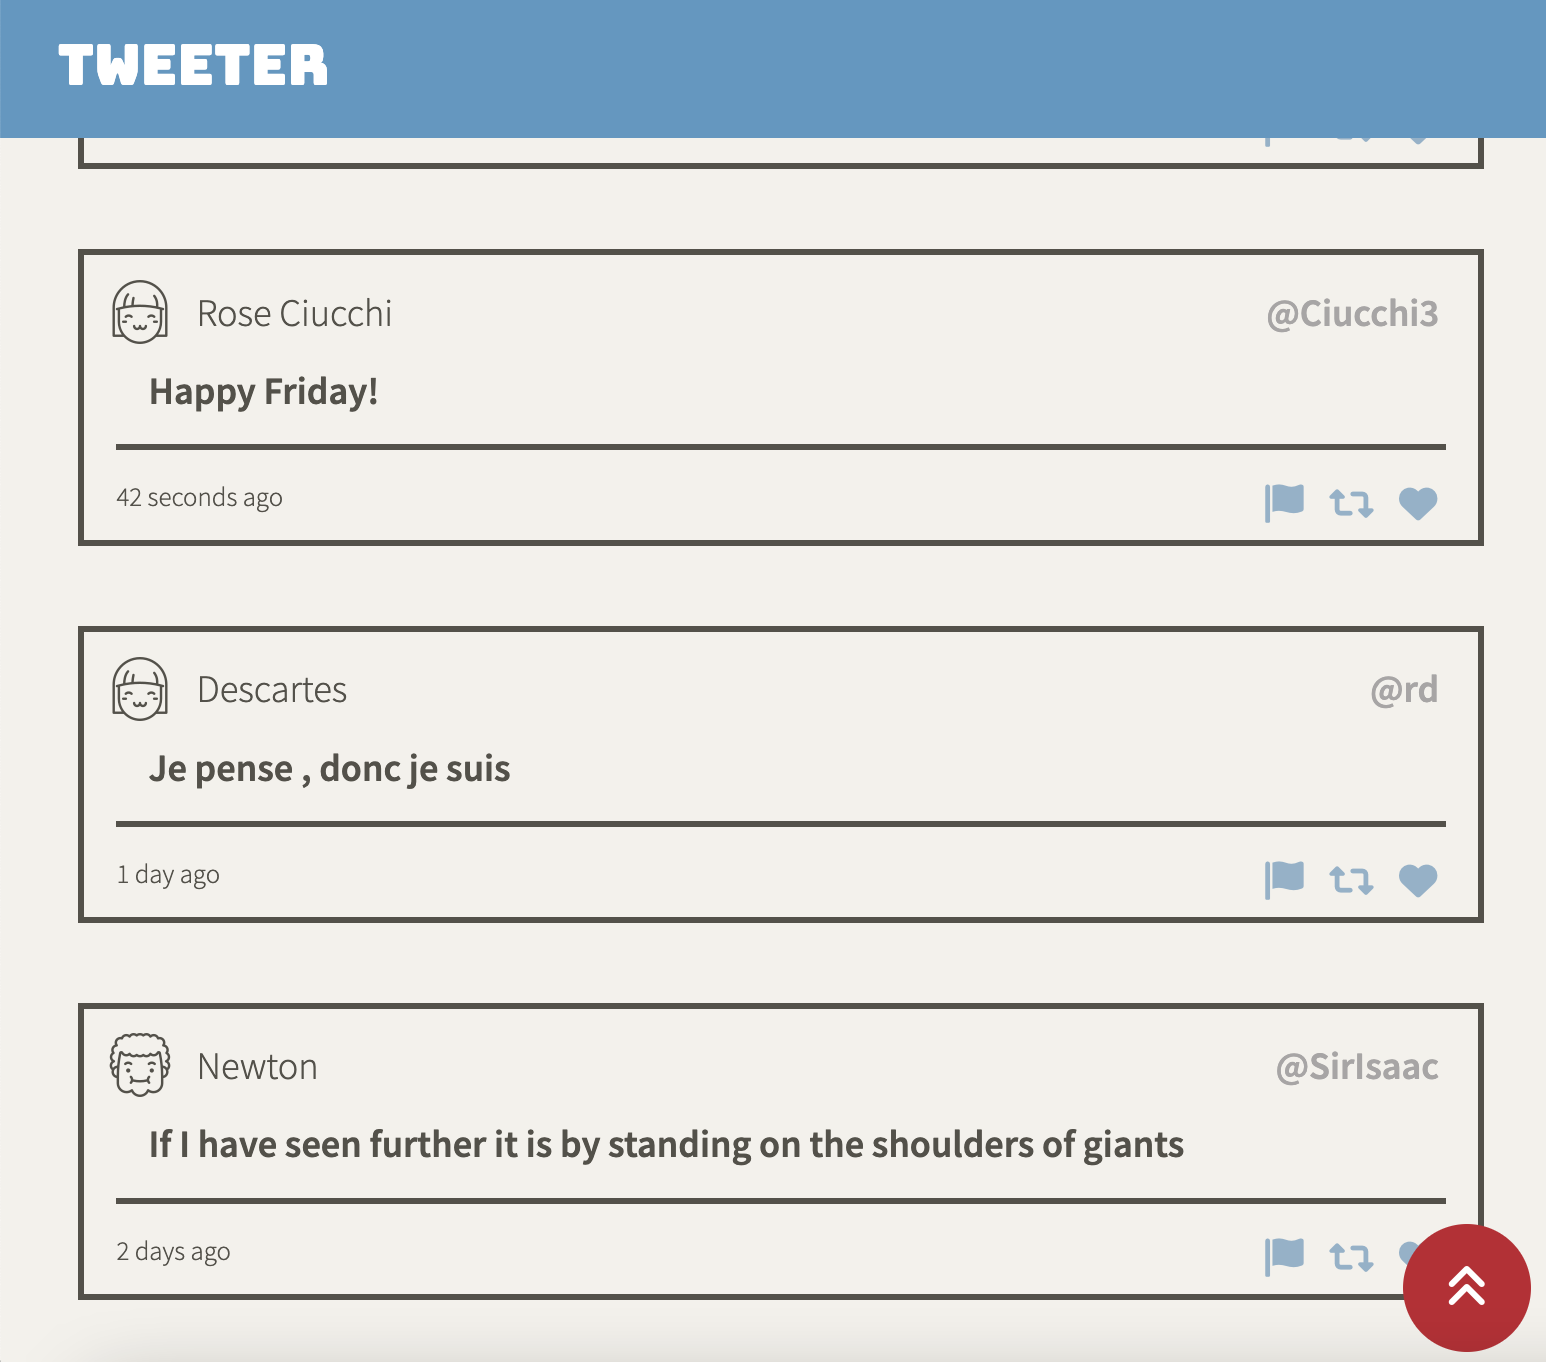 TWEETER
Rose Ciucchi
@Ciucchi3
Happy Friday!
42 seconds ago
Descartes
@rd
Je pense , donc je suis
1 day ago
Newton
@SirIsaac
If I have seen further it is by standing on the shoulders of giants
2 days ago